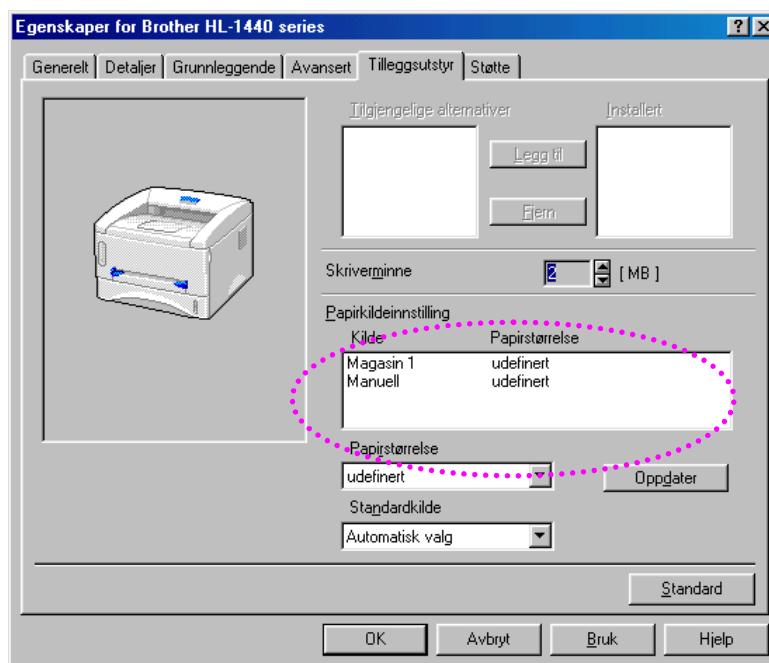 Egenskaper for Brother HL-1440 series
Generelt Detaljer Grunnleggende Avansert Tilleggsutstyr Støtte
Tilgjengelige alternativer Installert
Legg til
Fjern
Skriverminne 2 [ MB ]
Papirkildeinnstilling
Kilde Papirstørrelse
Magasin 1 udefinert
Manuell udefinert
Papirstørrelse
udefinert Oppdater
Standardkilde
Automatisk valg
Standard
OK Avbryt Bruk Hjelp